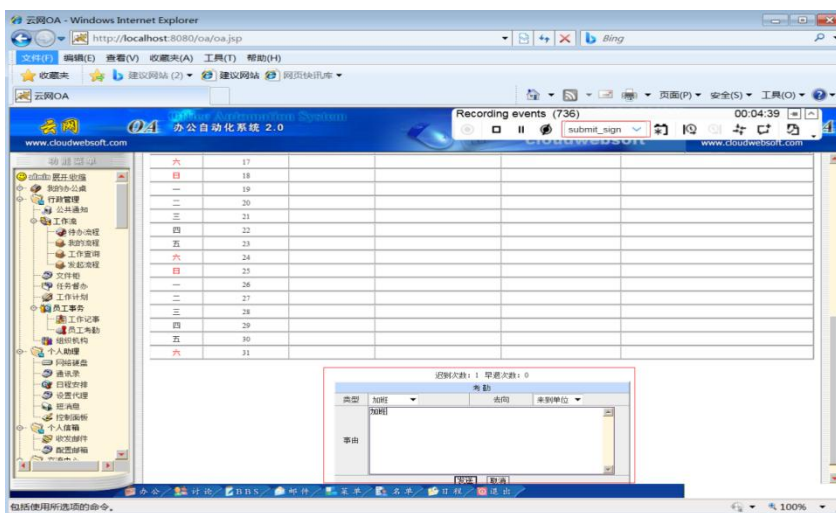 云网OA - Windows Internet Explorer
http://localhost:8080/oa/oa.jsp
Bing
文件(F) 编辑(E) 查看(V) 收藏夹(A) 工具(T) 帮助(H)
收藏夹 建议网站 (2) 建议网站 网页快讯库
云网OA
页面(P) 安全(S) 工具(O)
云网 OA 办公自动化系统 2.0
Recording events (736) 00:04:39
submit_sign
www.cloudwebsoft.com
www.cloudwebsoft.com
展开 收缩
我的办公桌
行政管理
公共通知
工作流
待办流程
我的流程
工作查询
发起流程
文件柜
任务督办
工作计划
员工事务
工作记事
员工考勤
组织机构
个人助理
网络硬盘
通讯录
日程安排
设置代理
短消息
控制面板
个人信箱
收发邮件
配置邮箱
六 17
日 18
一 19
二 20
三 21
四 22
五 23
六 24
日 25
一 26
二 27
三 28
四 29
五 30
六 31
迟到次数: 1 早退次数: 0
考勤
类型 加班 去向 来到单位
事由 加班
发送 取消
办公 讨论 BBS 邮件 菜单 名单 日程 退出
包括使用所选项的命令。
100%